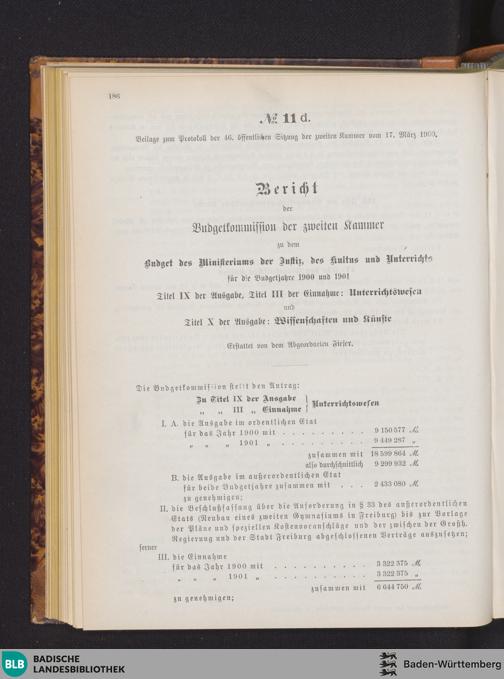 186
№ 11 d.
Beilage zum Protokoll der 46. öffentlichen Sitzung der zweiten Kammer vom 17. März 1900.
Bericht
der
Budgetkommission der zweiten Kammer
zu dem
Budget des Ministeriums der Justiz, des Kultus und Unterrichts
für die Budgetjahre 1900 und 1901
Titel IX der Ausgabe, Titel III der Einnahme: Unterrichtswesen
und
Titel X der Ausgabe: Wissenschaften und Künste
Erstattet von dem Abgeordneten Fieser.
Die Budgetkommission stellt den Antrag:
Zu Titel IX der Ausgabe
„ „ III „ Einnahme } Unterrichtswesen
I. A. die Ausgabe im ordentlichen Etat
für das Jahr 1900 mit . . . . . . . . . 9 150 577 M.
„ „ „ 1901 „ . . . . . . . . . 9 449 287 „
zusammen mit 18 599 864 M.
also durchschnittlich 9 299 932 M.
B. die Ausgabe im außerordentlichen Etat
für beide Budgetjahre zusammen mit . . . 2 433 080 M.
zu genehmigen;
II. die Beschlußfassung über die Anforderung in § 33 des außerordentlichen
Etats (Neubau eines zweiten Gymnasiums in Freiburg) bis zur Vorlage
der Pläne und speziellen Kostenvoranschläge und der zwischen der Großh.
Regierung und der Stadt Freiburg abgeschlossenen Verträge auszusetzen;
ferner
III. die Einnahme
für das Jahr 1900 mit . . . . . . . . . . 3 322 375 M.
„ „ „ 1901 „ . . . . . . . . . . 3 322 375 „
zusammen mit 6 644 750 M.
zu genehmigen;
BLB BADISCHE
LANDESBIBLIOTHEK
Baden-Württemberg